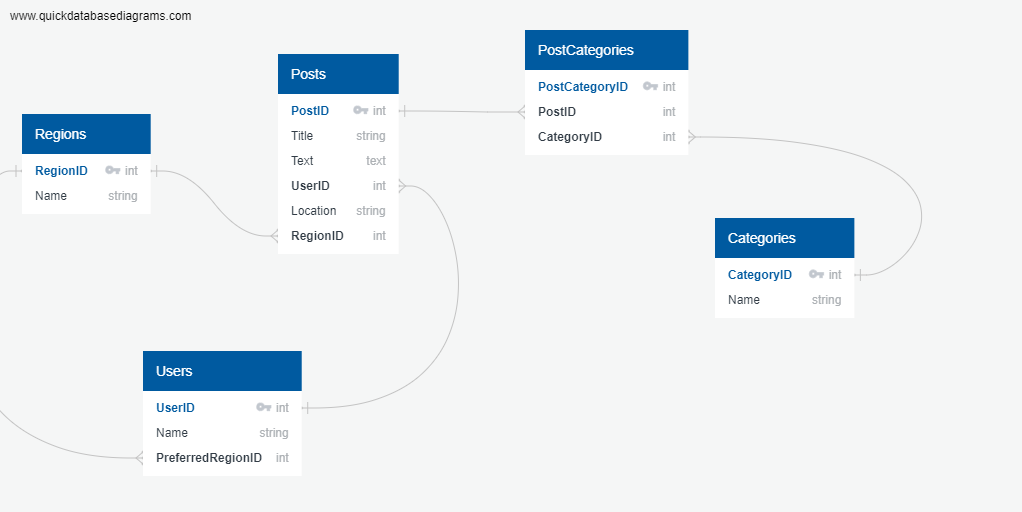 www.quickdatabasediagrams.com
Regions
RegionID int
Name string
Posts
PostID int
Title string
Text text
UserID int
Location string
RegionID int
PostCategories
PostCategoryID int
PostID int
CategoryID int
Categories
CategoryID int
Name string
Users
UserID int
Name string
PreferredRegionID int